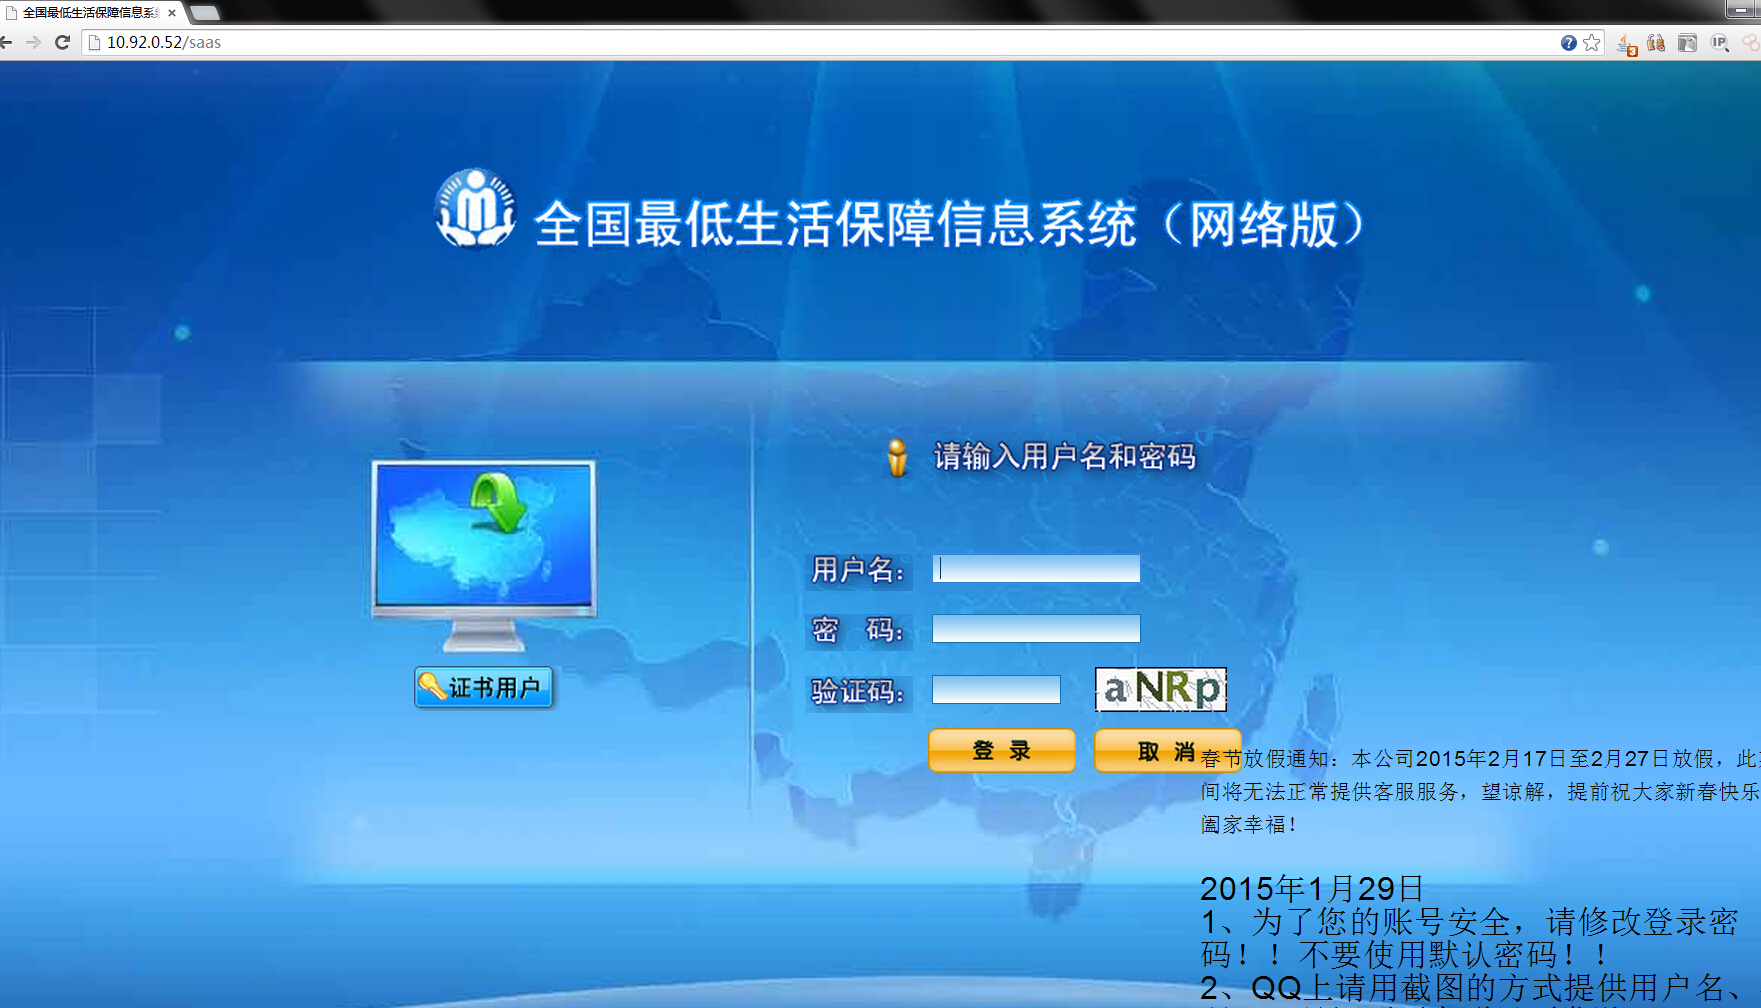 全国最低生活保障信息系
10.92.0.52/saas
全国最低生活保障信息系统（网络版）
请输入用户名和密码
用户名：
密 码：
验证码：
aNRp
证书用户
登 录
取 消
春节放假通知：本公司2015年2月17日至2月27日放假，此
间将无法正常提供客服服务，望谅解，提前祝大家新春快乐
阖家幸福！
2015年1月29日
1、为了您的账号安全，请修改登录密
码！！不要使用默认密码！！
2、QQ上请用截图的方式提供用户名、